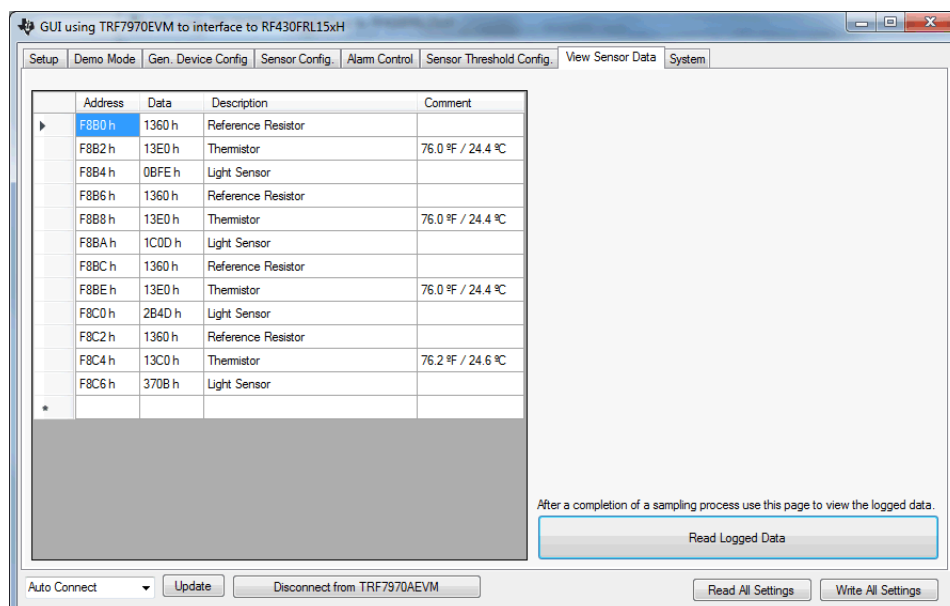 GUI using TRF7970EVM to interface to RF430FRL15xH
Setup Demo Mode Gen. Device Config Sensor Config. Alarm Control Sensor Threshold Config. View Sensor Data System
Address Data Description Comment
F8B0 h 1360 h Reference Resistor
F8B2 h 13E0 h Thermistor 76.0 ºF / 24.4 ºC
F8B4 h 0BFE h Light Sensor
F8B6 h 1360 h Reference Resistor
F8B8 h 13E0 h Thermistor 76.0 ºF / 24.4 ºC
F8BA h 1C0D h Light Sensor
F8BC h 1360 h Reference Resistor
F8BE h 13E0 h Thermistor 76.0 ºF / 24.4 ºC
F8C0 h 2B4D h Light Sensor
F8C2 h 1360 h Reference Resistor
F8C4 h 13C0 h Thermistor 76.2 ºF / 24.6 ºC
F8C6 h 370B h Light Sensor
*
After a completion of a sampling process use this page to view the logged data.
Read Logged Data
Auto Connect Update Disconnect from TRF7970AEVM Read All Settings Write All Settings